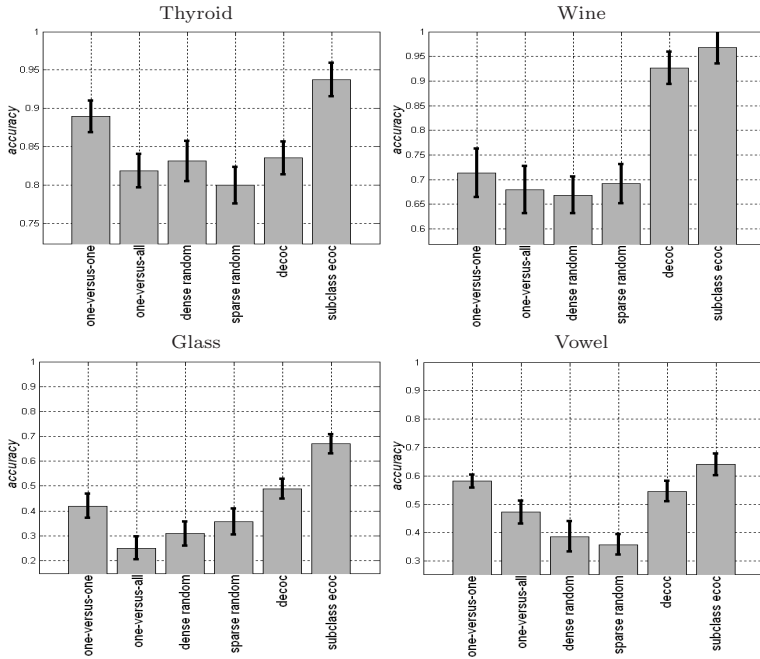 Thyroid
1
0.95
0.9
0.85
0.8
0.75
accuracy
one-versus-one
one-versus-all
dense random
sparse random
decoc
subclass ecoc
Wine
1
0.95
0.9
0.85
0.8
0.75
0.7
0.65
0.6
accuracy
one-versus-one
one-versus-all
dense random
sparse random
decoc
subclass ecoc
Glass
1
0.9
0.8
0.7
0.6
0.5
0.4
0.3
0.2
accuracy
one-versus-one
one-versus-all
dense random
sparse random
decoc
subclass ecoc
Vowel
1
0.9
0.8
0.7
0.6
0.5
0.4
0.3
accuracy
one-versus-one
one-versus-all
dense random
sparse random
decoc
subclass ecoc